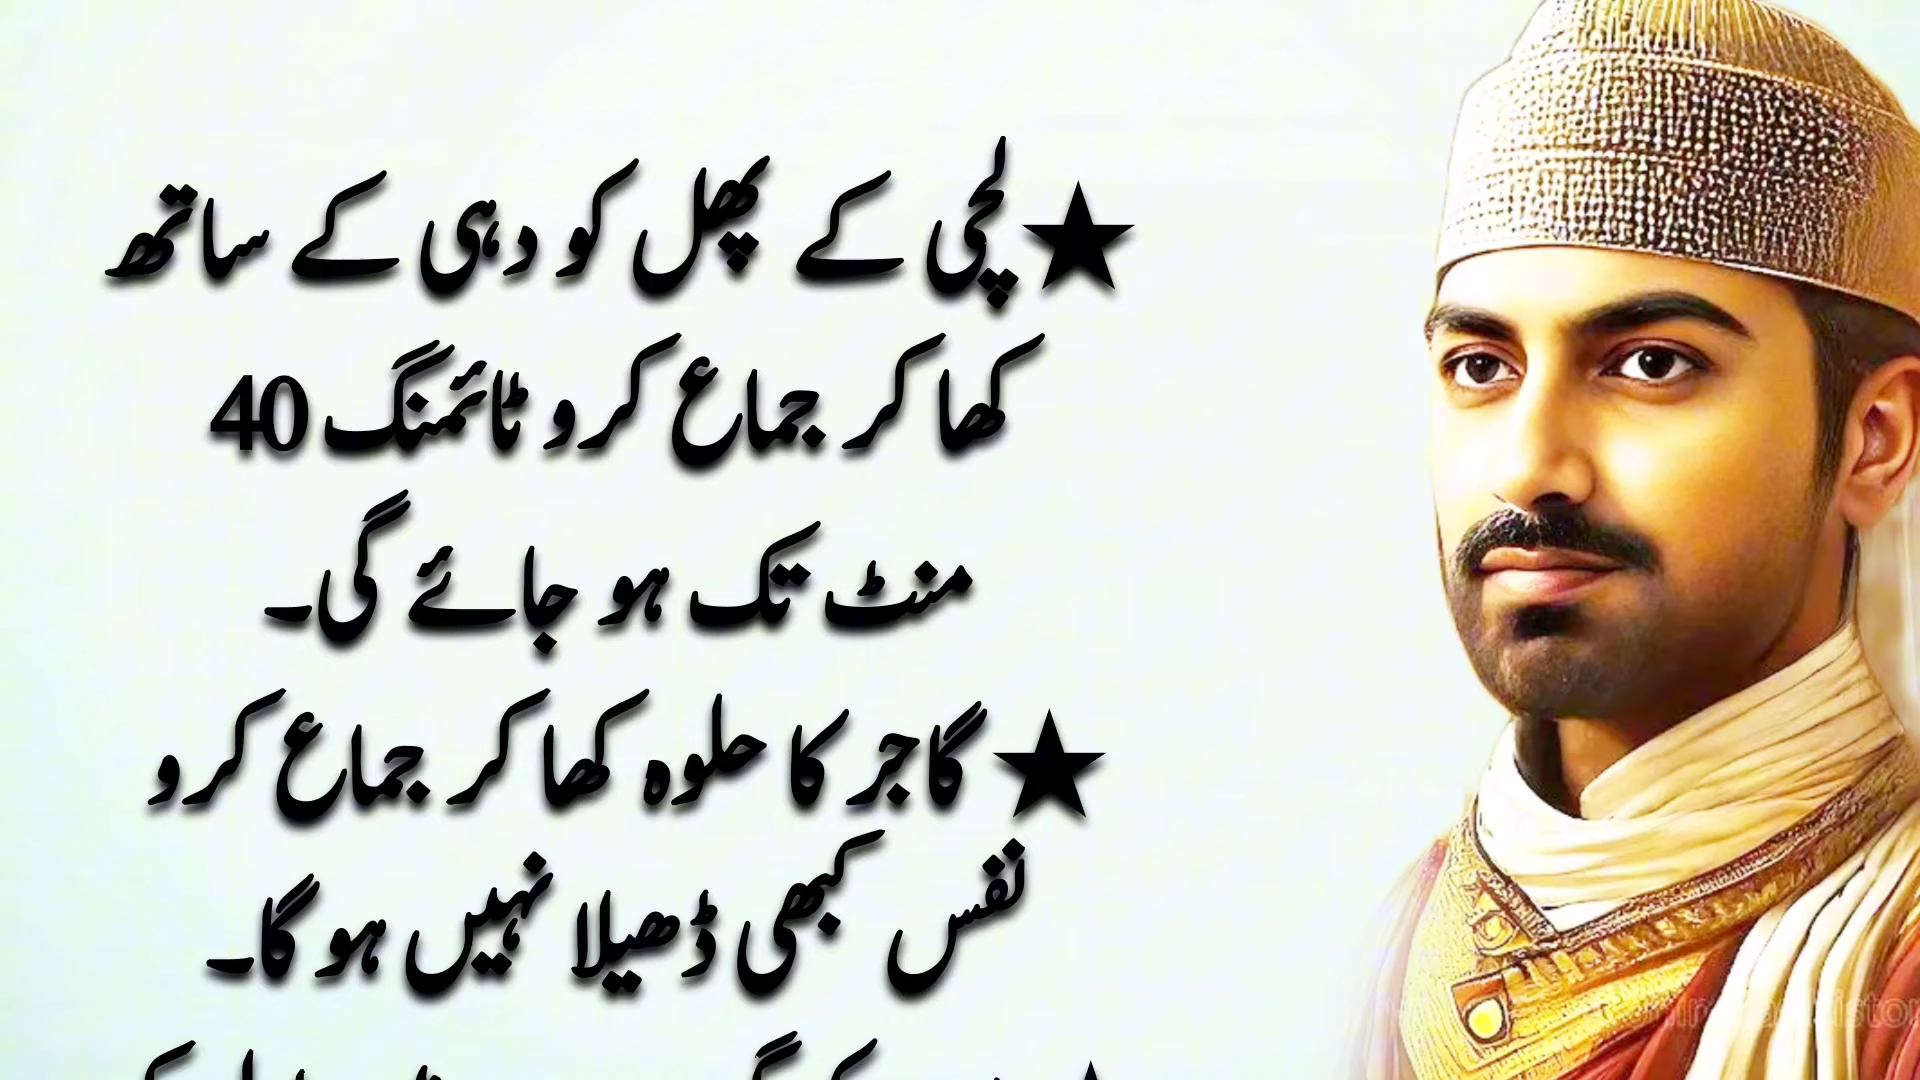 ★لچی کے پھل کو دہی کے ساتھ
کھا کر جماع کرو ٹائمنگ 40
منٹ تک ہو جائے گی۔
★گاجر کا حلوہ کھا کر جماع کرو
نفس کبھی ڈھیلا نہیں ہو گا۔